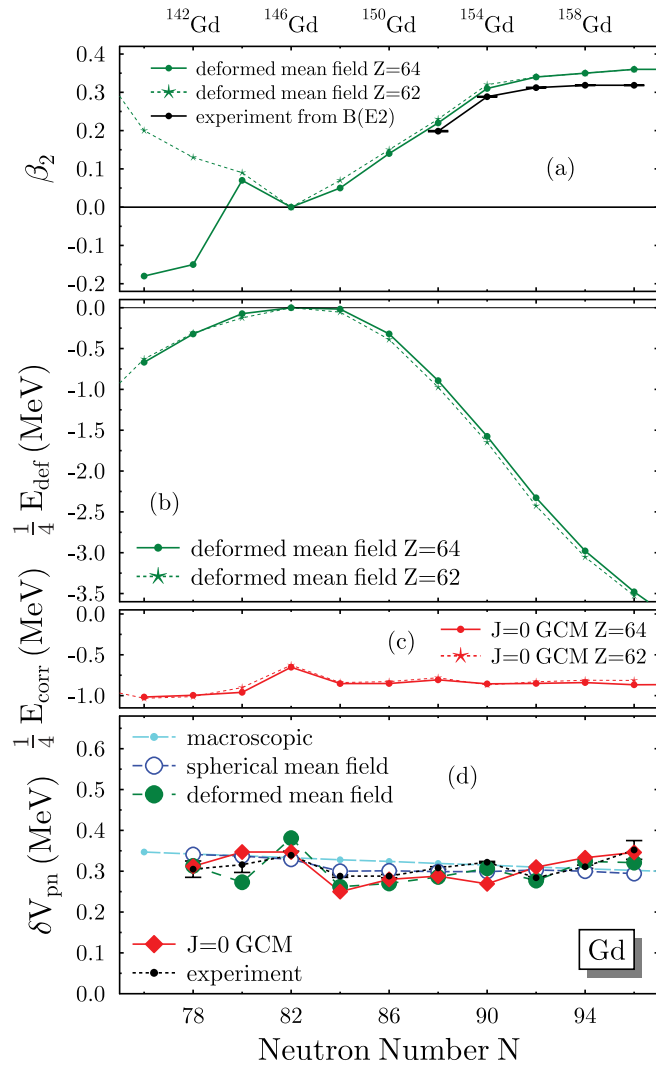 ¹⁴²Gd ¹⁴⁶Gd ¹⁵⁰Gd ¹⁵⁴Gd ¹⁵⁸Gd
0.4
0.3
0.2
0.1
0.0
-0.1
-0.2
β₂
deformed mean field Z=64
deformed mean field Z=62
experiment from B(E2)
(a)
0.0
-0.5
-1.0
-1.5
-2.0
-2.5
-3.0
-3.5
¼ E_def (MeV)
(b)
deformed mean field Z=64
deformed mean field Z=62
0.0
-0.5
-1.0
¼ E_corr (MeV)
(c)
J=0 GCM Z=64
J=0 GCM Z=62
0.6
0.5
0.4
0.3
0.2
0.1
0.0
δV_pn (MeV)
macroscopic
spherical mean field
deformed mean field
(d)
J=0 GCM
experiment
Gd
78 82 86 90 94
Neutron Number N